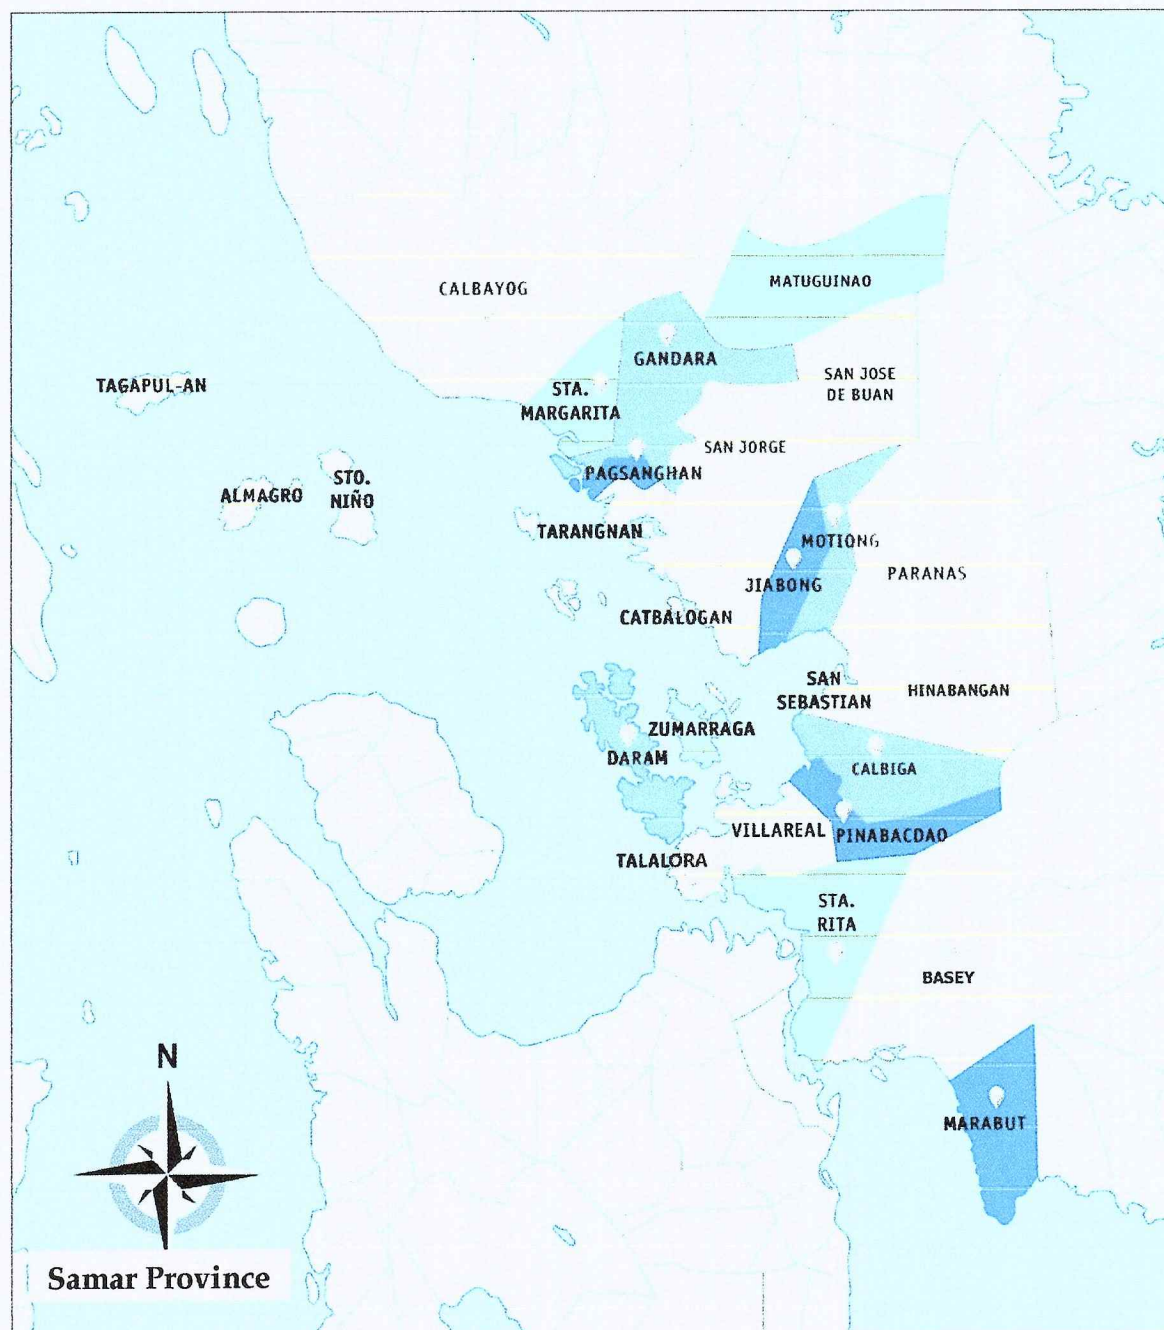 MATUGUINAO
CALBAYOG
GANDARA
SAN JOSE
DE BUAN
TAGAPUL-AN
STA.
MARGARITA
SAN JORGE
PAGSANGHAN
STO.
NIÑO
ALMAGRO
TARANGNAN
MOTIONG
PARANAS
JIABONG
CATBALOGAN
SAN
SEBASTIAN
HINABANGAN
ZUMARRAGA
DARAM
CALBIGA
VILLAREAL
PINABACDAO
TALALORA
STA.
RITA
BASEY
N
MARABUT
Samar Province